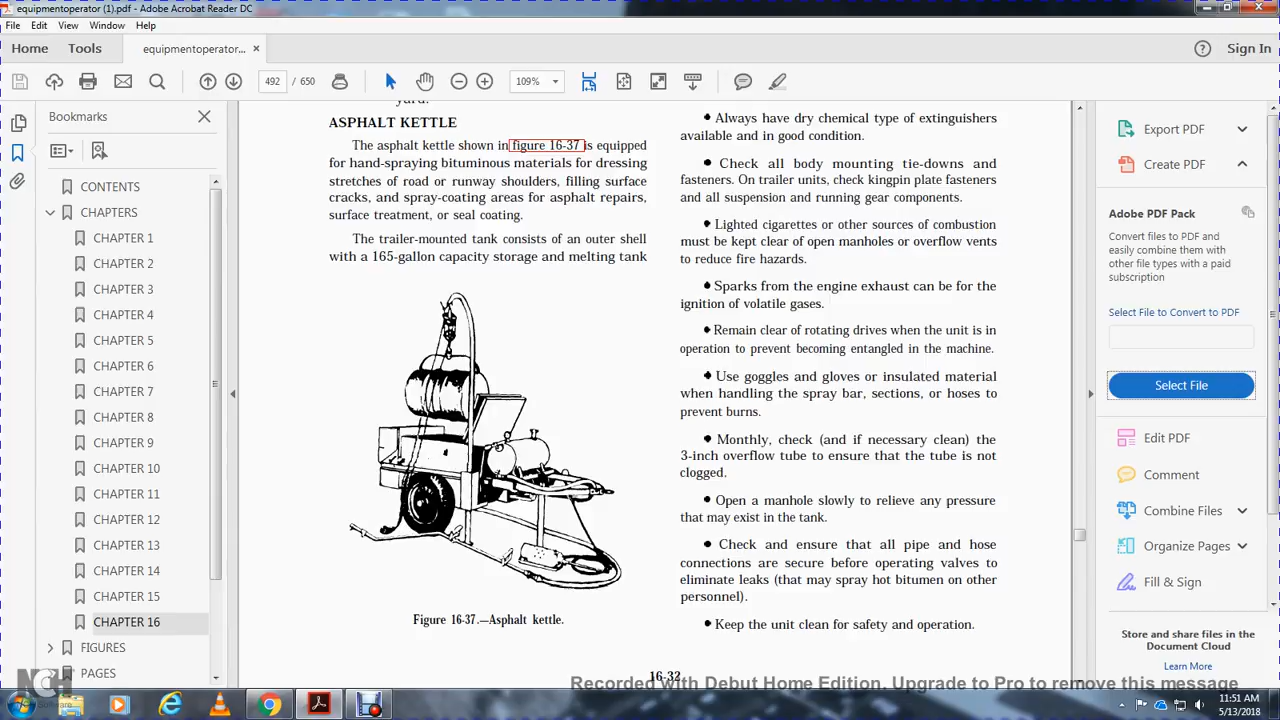 equipmentoperator (1).pdf - Adobe Acrobat Reader DC
File Edit View Window Help
Home Tools equipmentoperator... × Sign In
492 / 650 109%
Bookmarks
CONTENTS
CHAPTERS
CHAPTER 1
CHAPTER 2
CHAPTER 3
CHAPTER 4
CHAPTER 5
CHAPTER 6
CHAPTER 7
CHAPTER 8
CHAPTER 9
CHAPTER 10
CHAPTER 11
CHAPTER 12
CHAPTER 13
CHAPTER 14
CHAPTER 15
CHAPTER 16
FIGURES
PAGES
yard.
ASPHALT KETTLE
The asphalt kettle shown in figure 16-37 is equipped
for hand-spraying bituminous materials for dressing
stretches of road or runway shoulders, filling surface
cracks, and spray-coating areas for asphalt repairs,
surface treatment, or seal coating.
The trailer-mounted tank consists of an outer shell
with a 165-gallon capacity storage and melting tank
Figure 16-37.—Asphalt kettle.
● Always have dry chemical type of extinguishers
available and in good condition.
● Check all body mounting tie-downs and
fasteners. On trailer units, check kingpin plate fasteners
and all suspension and running gear components.
● Lighted cigarettes or other sources of combustion
must be kept clear of open manholes or overflow vents
to reduce fire hazards.
● Sparks from the engine exhaust can be for the
ignition of volatile gases.
● Remain clear of rotating drives when the unit is in
operation to prevent becoming entangled in the machine.
● Use goggles and gloves or insulated material
when handling the spray bar, sections, or hoses to
prevent burns.
● Monthly, check (and if necessary clean) the
3-inch overflow tube to ensure that the tube is not
clogged.
● Open a manhole slowly to relieve any pressure
that may exist in the tank.
● Check and ensure that all pipe and hose
connections are secure before operating valves to
eliminate leaks (that may spray hot bitumen on other
personnel).
● Keep the unit clean for safety and operation.
16-32
Export PDF
Create PDF
Adobe PDF Pack
Convert files to PDF and
easily combine them with
other file types with a paid
subscription
Select File to Convert to PDF
Select File
Edit PDF
Comment
Combine Files
Organize Pages
Fill & Sign
Store and share files in the
Document Cloud
Learn More
NCH Software
Recorded with Debut Home Edition. Upgrade to Pro to remove this message
11:51 AM
5/13/2018